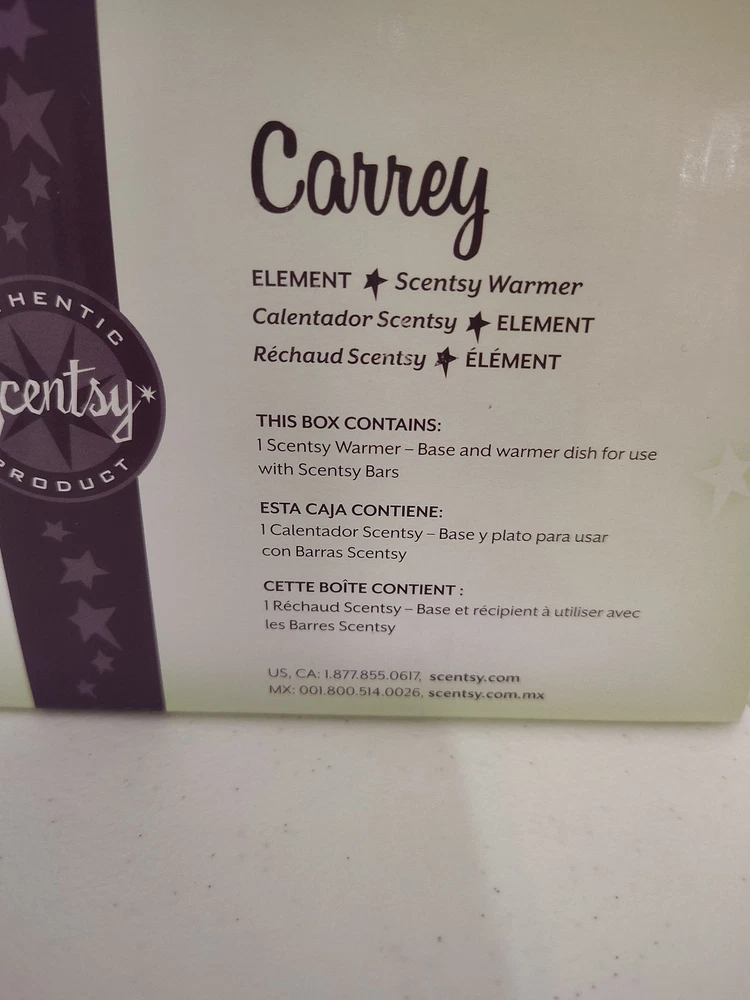 Carrey
ELEMENT ★ Scentsy Warmer
Calentador Scentsy ★ ELEMENT
Réchaud Scentsy ★ ÉLÉMENT
THIS BOX CONTAINS:
1 Scentsy Warmer – Base and warmer dish for use
with Scentsy Bars
ESTA CAJA CONTIENE:
1 Calentador Scentsy – Base y plato para usar
con Barras Scentsy
CETTE BOÎTE CONTIENT :
1 Réchaud Scentsy – Base et récipient à utiliser avec
les Barres Scentsy
US, CA: 1.877.855.0617, scentsy.com
MX: 001.800.514.0026, scentsy.com.mx
HENTIC
centsy
PRODUCT